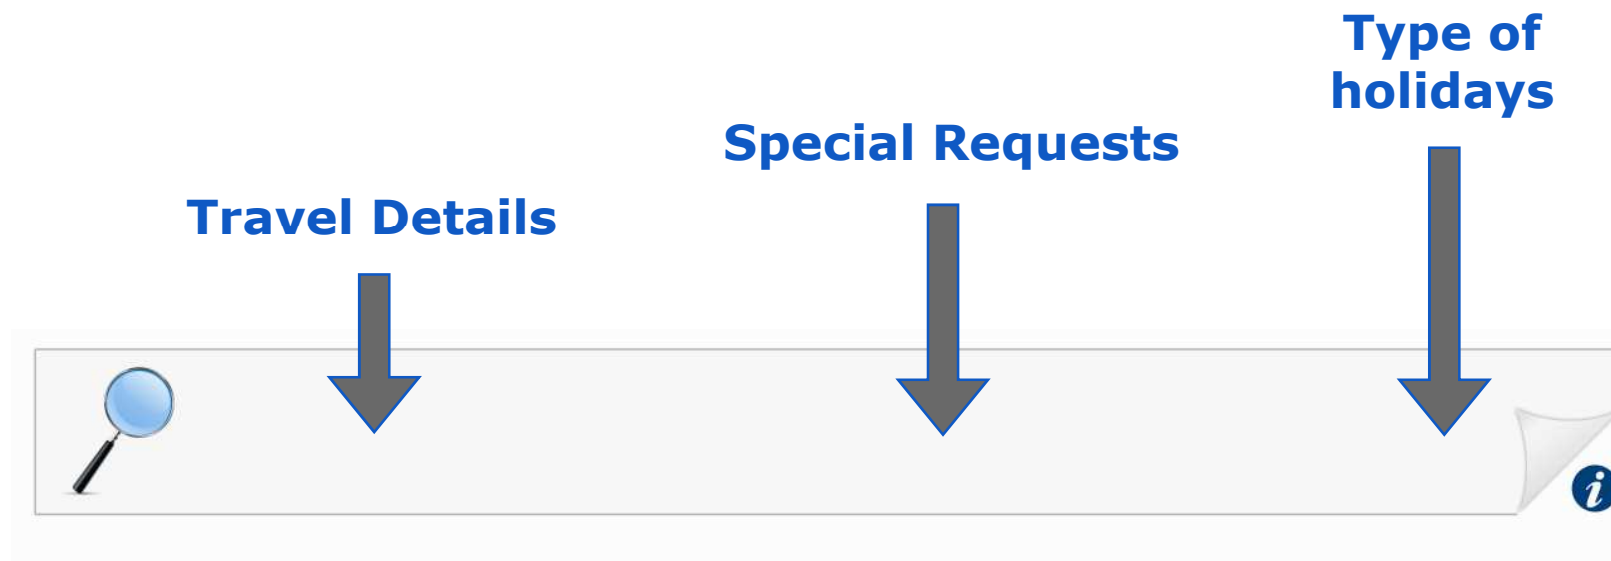 Type of
holidays
Special Requests
Travel Details
i